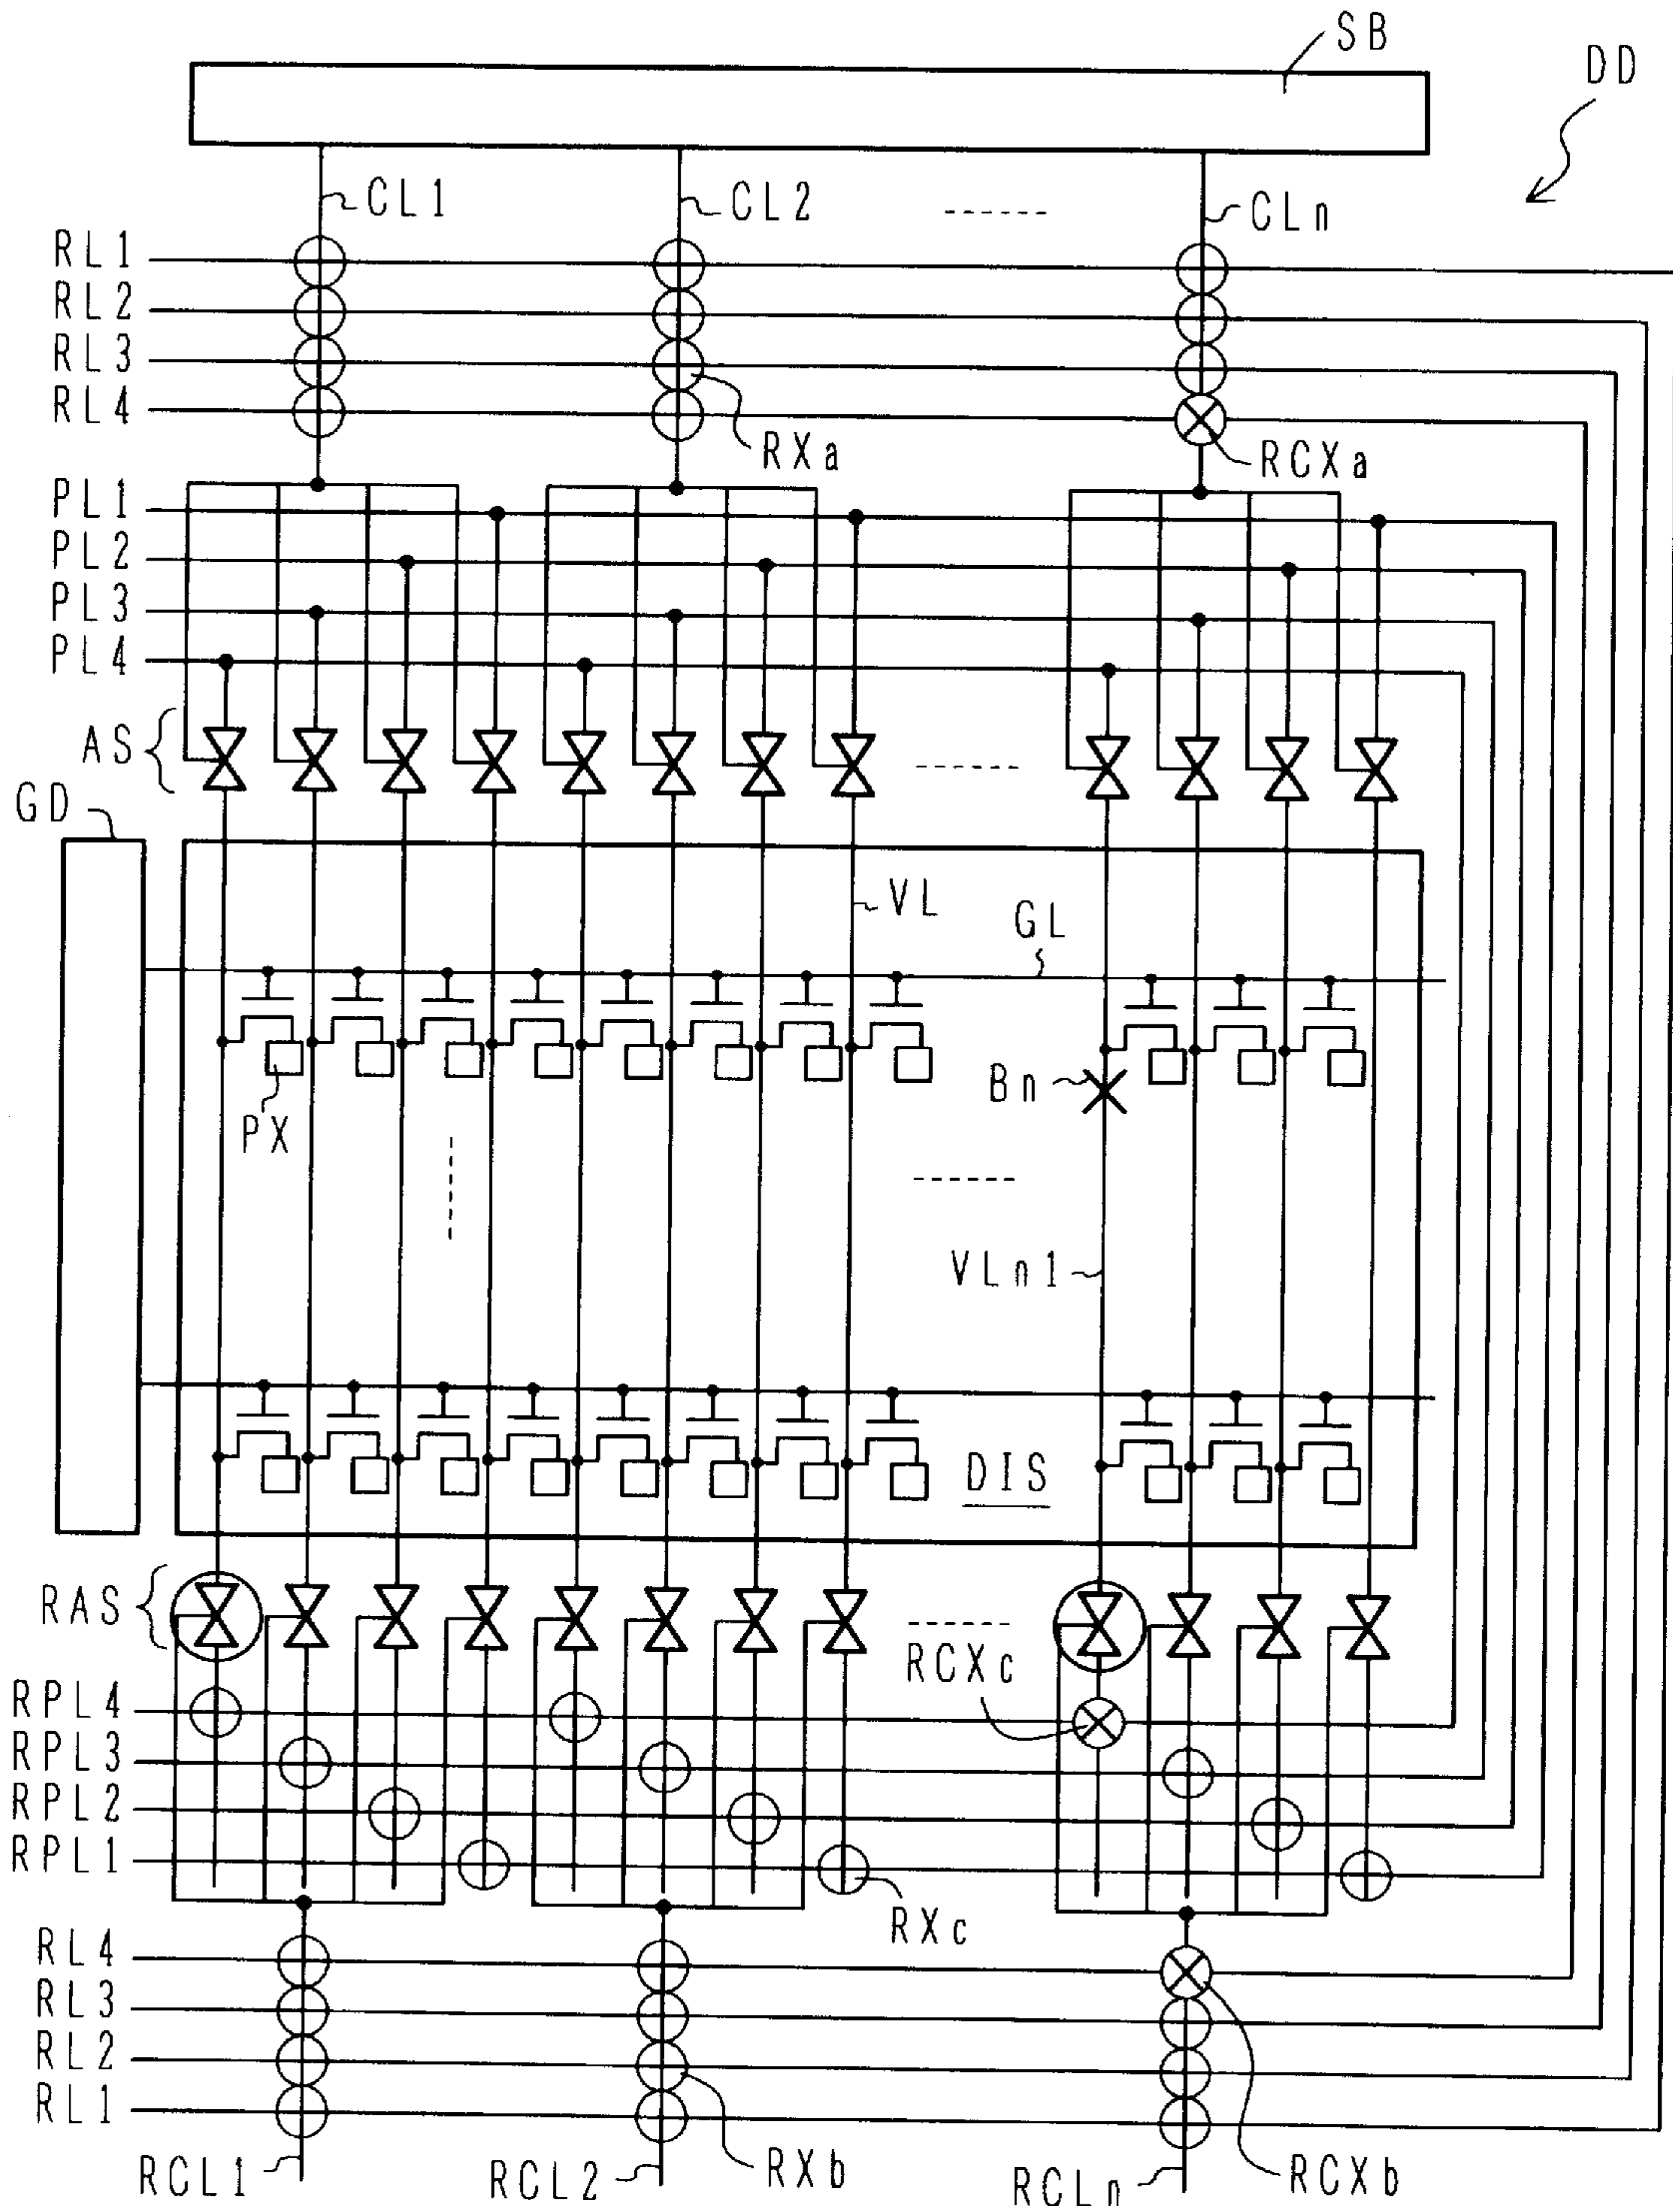 SB
DD
CL1
CL2
CLn
RL1
RL2
RL3
RL4
RXa
RCXa
PL1
PL2
PL3
PL4
AS
GD
VL
GL
Bn
PX
VLn1
DIS
RAS
RCXc
RPL4
RPL3
RPL2
RPL1
RXc
RL4
RL3
RL2
RL1
RCL1
RCL2
RXb
RCLn
RCXb